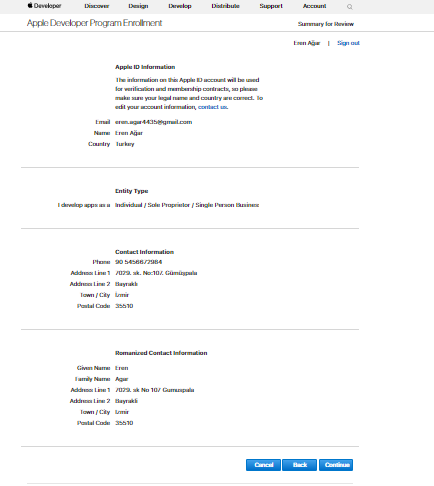 Developer Discover Design Develop Distribute Support Account
Apple Developer Program Enrollment Summary for Review
Eren Ağar | Sign out
Apple ID Information
The information on this Apple ID account will be used
for verification and membership contracts, so please
make sure your legal name and country are correct. To
edit your account information, contact us.
Email eren.agar4435@gmail.com
Name Eren Ağar
Country Turkey
Entity Type
I develop apps as a Individual / Sole Proprietor / Single Person Business
Contact Information
Phone 90 5456672984
Address Line 1 7029. sk. No:107. Gümüşpala
Address Line 2 Bayraklı
Town / City İzmir
Postal Code 35510
Romanized Contact Information
Given Name Eren
Family Name Agar
Address Line 1 7029. sk No 107 Gumuspala
Address Line 2 Bayrakli
Town / City Izmir
Postal Code 35510
Cancel Back Continue